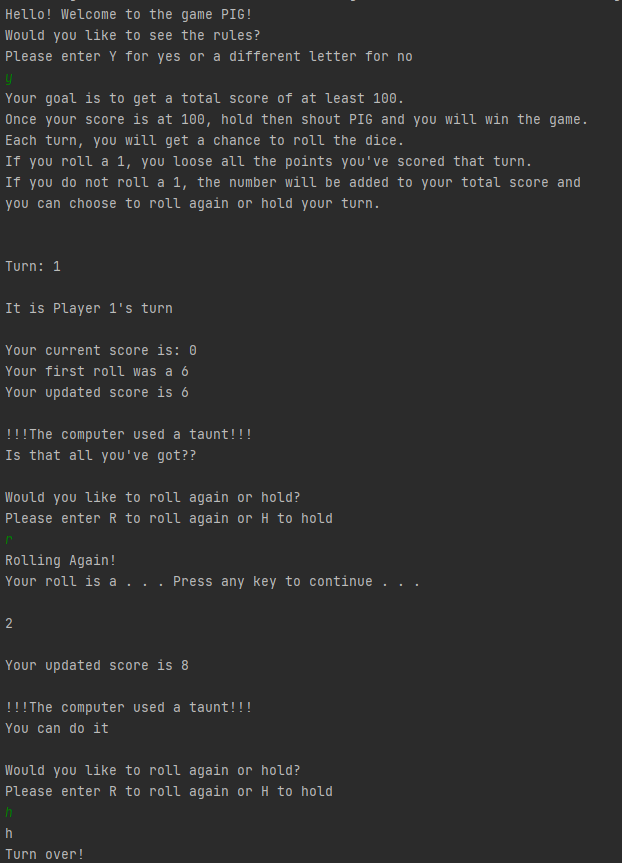 Hello! Welcome to the game PIG!
Would you like to see the rules?
Please enter Y for yes or a different letter for no
y
Your goal is to get a total score of at least 100.
Once your score is at 100, hold then shout PIG and you will win the game.
Each turn, you will get a chance to roll the dice.
If you roll a 1, you loose all the points you've scored that turn.
If you do not roll a 1, the number will be added to your total score and
you can choose to roll again or hold your turn.
Turn: 1
It is Player 1's turn
Your current score is: 0
Your first roll was a 6
Your updated score is 6
!!!The computer used a taunt!!!
Is that all you've got??
Would you like to roll again or hold?
Please enter R to roll again or H to hold
r
Rolling Again!
Your roll is a . . . Press any key to continue . . .
2
Your updated score is 8
!!!The computer used a taunt!!!
You can do it
Would you like to roll again or hold?
Please enter R to roll again or H to hold
h
h
Turn over!